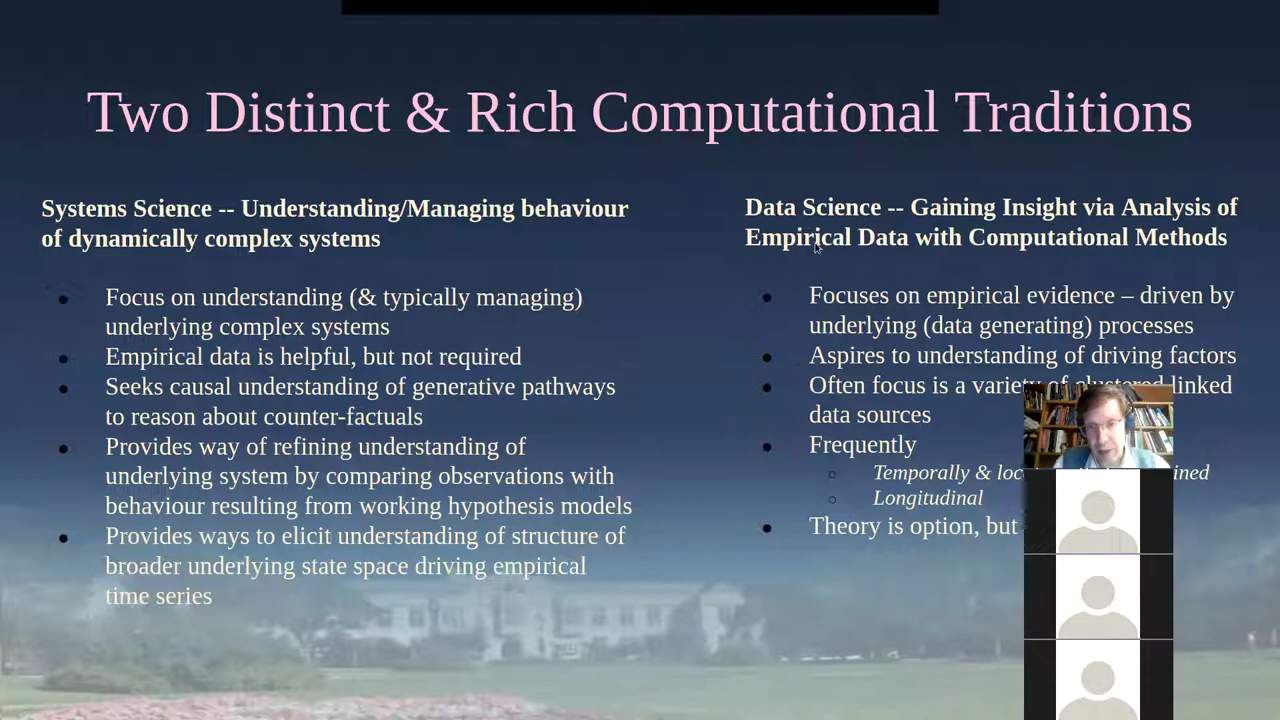 Two Distinct & Rich Computational Traditions
Systems Science -- Understanding/Managing behaviour
of dynamically complex systems
Focus on understanding (& typically managing)
underlying complex systems
Empirical data is helpful, but not required
Seeks causal understanding of generative pathways
to reason about counter-factuals
Provides way of refining understanding of
underlying system by comparing observations with
behaviour resulting from working hypothesis models
Provides ways to elicit understanding of structure of
broader underlying state space driving empirical
time series
Data Science -- Gaining Insight via Analysis of
Empirical Data with Computational Methods
Focuses on empirical evidence – driven by
underlying (data generating) processes
Aspires to understanding of driving factors
Often focus is a variety of clustered linked
data sources
Frequently
Temporally &
Longitudinal
Theory is option, but